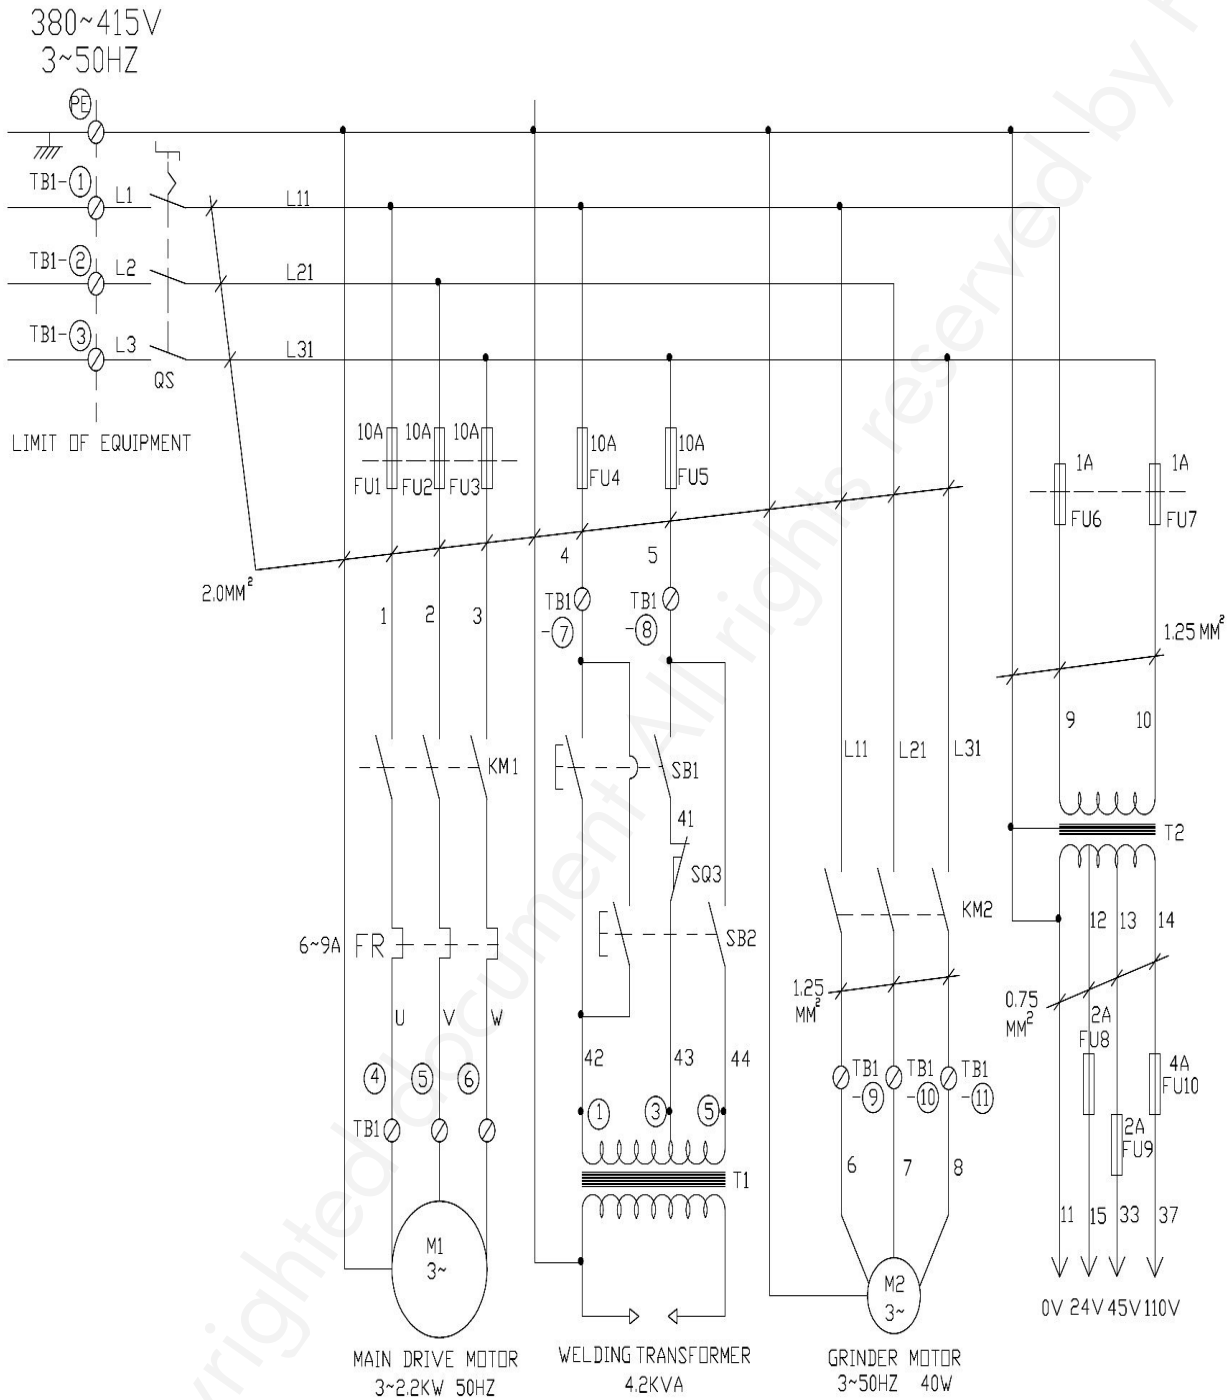 380~415V
3~50HZ
PE
TB1-1
L1
L11
TB1-2
L2
L21
TB1-3
L3
L31
QS
LIMIT OF EQUIPMENT
10A
10A
10A
10A
10A
FU1
FU2
FU3
FU4
FU5
1A
1A
FU6
FU7
2.0MM²
4
5
1
2
3
TB1
-7
TB1
-8
1.25 MM²
9
10
KM1
SB1
41
SQ3
L11
L21
L31
T2
KM2
12
13
14
6~9A FR
SB2
1.25
MM²
0.75
MM²
U
V
W
42
43
44
2A
FU8
4A
FU10
2A
FU9
4
5
6
TB1
1
3
5
TB1
-9
TB1
-10
TB1
-11
T1
6
7
8
11
15
33
37
M1
3~
M2
3~
0V 24V 45V 110V
MAIN DRIVE MOTOR
3~2.2KW 50HZ
WELDING TRANSFORMER
4.2KVA
GRINDER MOTOR
3~50HZ 40W
Copyrighted document All rights reserved by